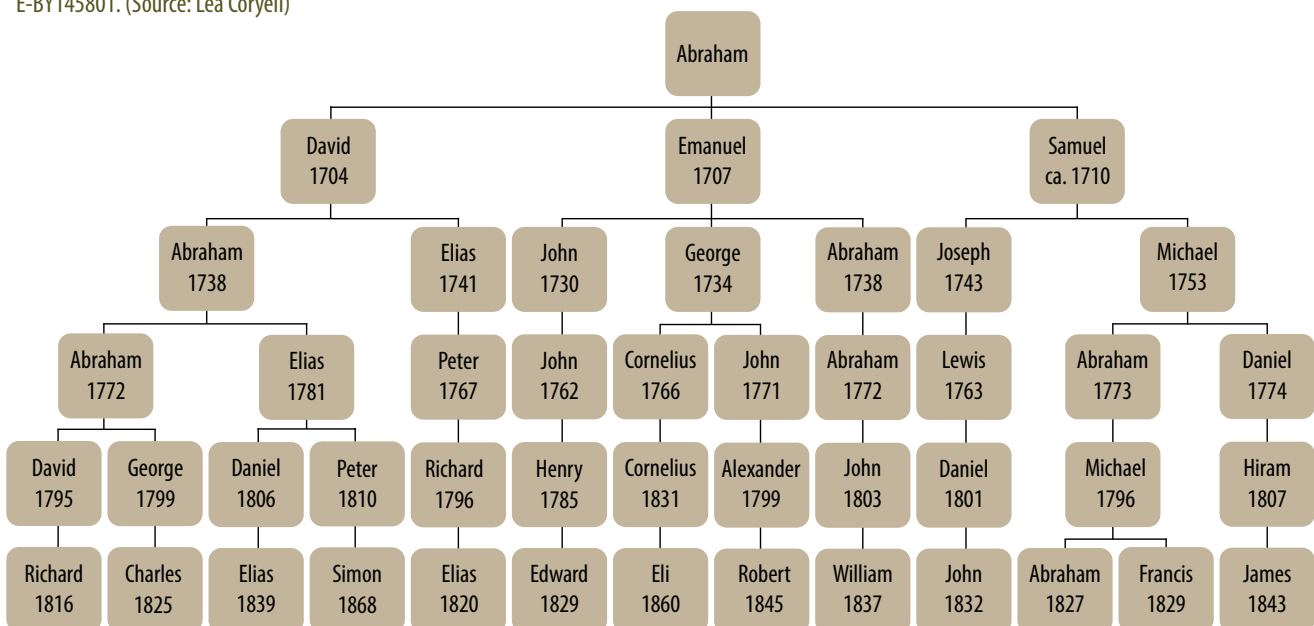 E-BY145801. (Source: Lea Coryell)
Abraham
David
1704
Emanuel
1707
Samuel
ca. 1710
Abraham
1738
Elias
1741
John
1730
George
1734
Abraham
1738
Joseph
1743
Michael
1753
Abraham
1772
Elias
1781
Peter
1767
John
1762
Cornelius
1766
John
1771
Abraham
1772
Lewis
1763
Abraham
1773
Daniel
1774
David
1795
George
1799
Daniel
1806
Peter
1810
Richard
1796
Henry
1785
Cornelius
1831
Alexander
1799
John
1803
Daniel
1801
Michael
1796
Hiram
1807
Richard
1816
Charles
1825
Elias
1839
Simon
1868
Elias
1820
Edward
1829
Eli
1860
Robert
1845
William
1837
John
1832
Abraham
1827
Francis
1829
James
1843